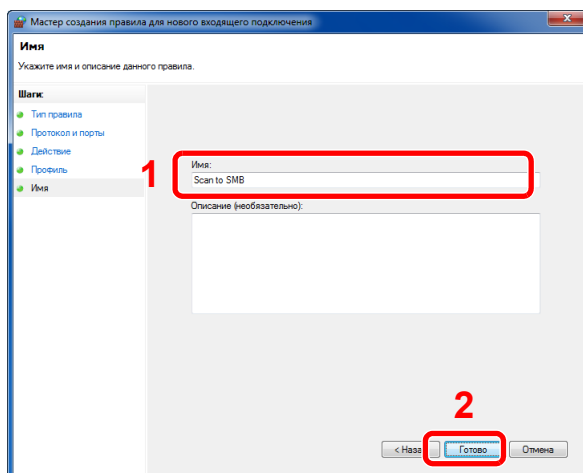 Мастер создания правила для нового входящего подключения
Имя
Укажите имя и описание данного правила.
Шаги:
Тип правила
Протокол и порты
Действие
Профиль
Имя
1
Имя:
Scan to SMB
Описание (необязательно):
2
< Наза
Готово
Отмена